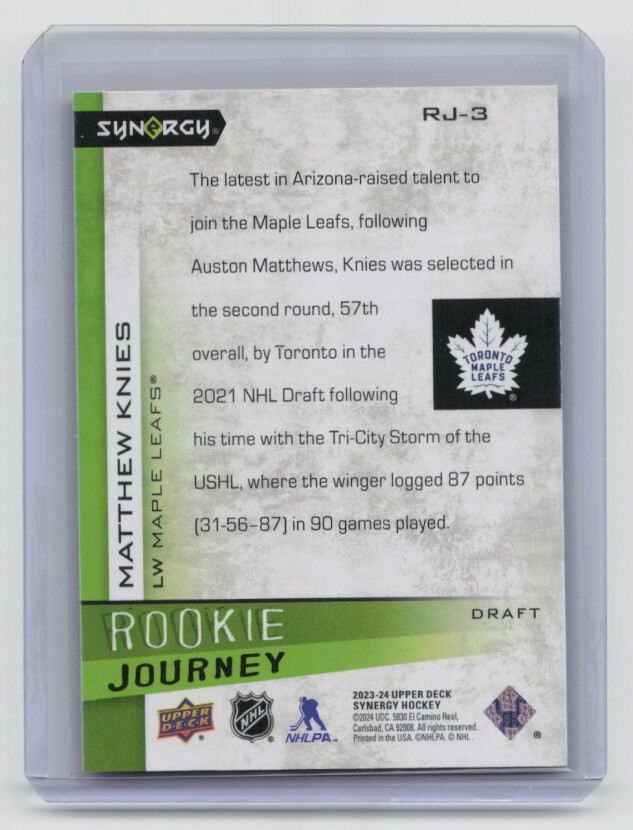 SYNERGY®
RJ-3
The latest in Arizona-raised talent to
join the Maple Leafs, following
Auston Matthews, Knies was selected in
the second round, 57th
overall, by Toronto in the
2021 NHL Draft following
his time with the Tri-City Storm of the
USHL, where the winger logged 87 points
(31-56–87) in 90 games played.
TORONTO
MAPLE
LEAFS
®
MATTHEW KNIES
LW MAPLE LEAFS®
ROOKIE
JOURNEY
DRAFT
UPPER
D·E·C·K
®
NHL
®
NHLPA™
2023-24 UPPER DECK
SYNERGY HOCKEY
©2024 UDC. 5830 El Camino Real,
Carlsbad, CA 92008. All rights reserved.
Printed in the USA. ©NHLPA. © NHL.
®